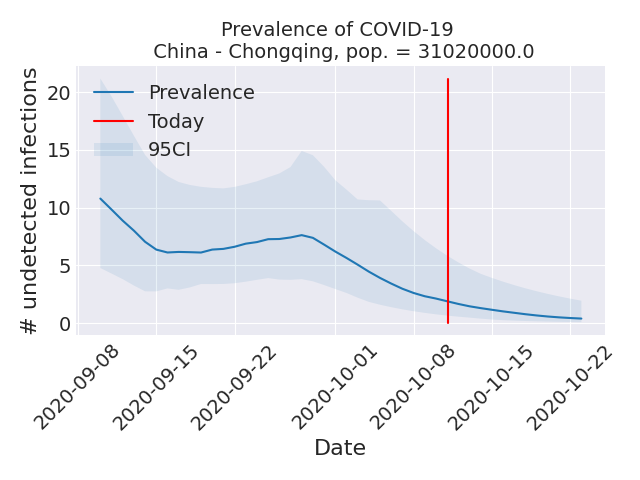 Prevalence of COVID-19
China - Chongqing, pop. = 31020000.0
Prevalence
Today
95CI
# undetected infections
20
15
10
5
0
2020-09-08
2020-09-15
2020-09-22
2020-10-01
2020-10-08
2020-10-15
2020-10-22
Date